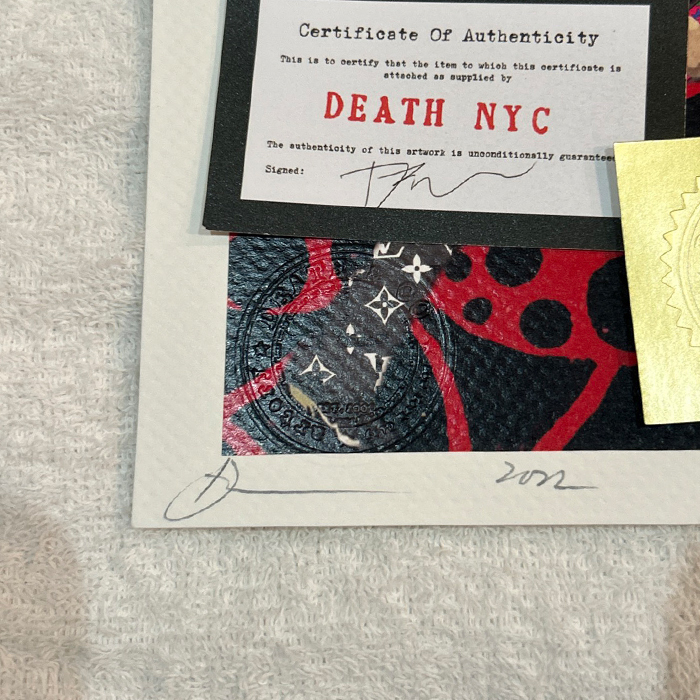 Certificate Of Authenticity
This is to certify that the item to which this certificate is
attached as supplied by
DEATH NYC
The authenticity of this artwork is unconditionally guaranteed
Signed:
2022